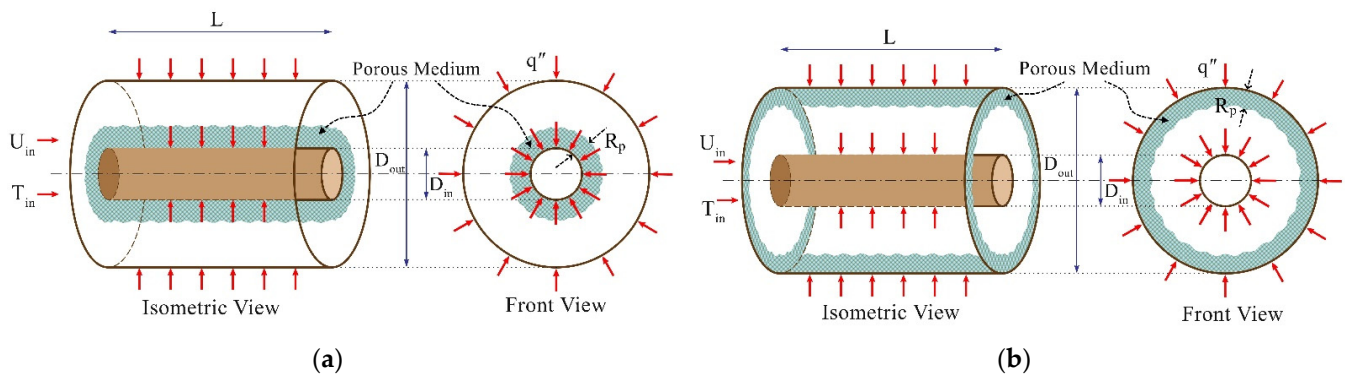 L
Porous Medium
q″
U_in
T_in
D_out
D_in
R_p
Isometric View
Front View
(a)
L
Porous Medium
q″
R_p
U_in
T_in
D_out
D_in
Isometric View
Front View
(b)